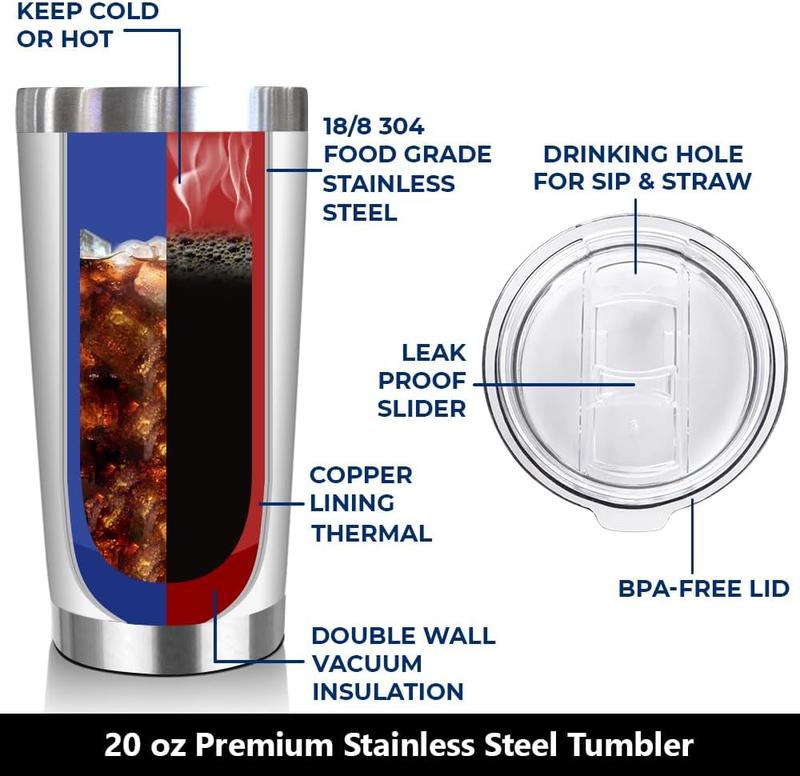 KEEP COLD
OR HOT
18/8 304
FOOD GRADE
STAINLESS
STEEL
DRINKING HOLE
FOR SIP & STRAW
LEAK
PROOF
SLIDER
COPPER
LINING
THERMAL
BPA-FREE LID
DOUBLE WALL
VACUUM
INSULATION
20 oz Premium Stainless Steel Tumbler